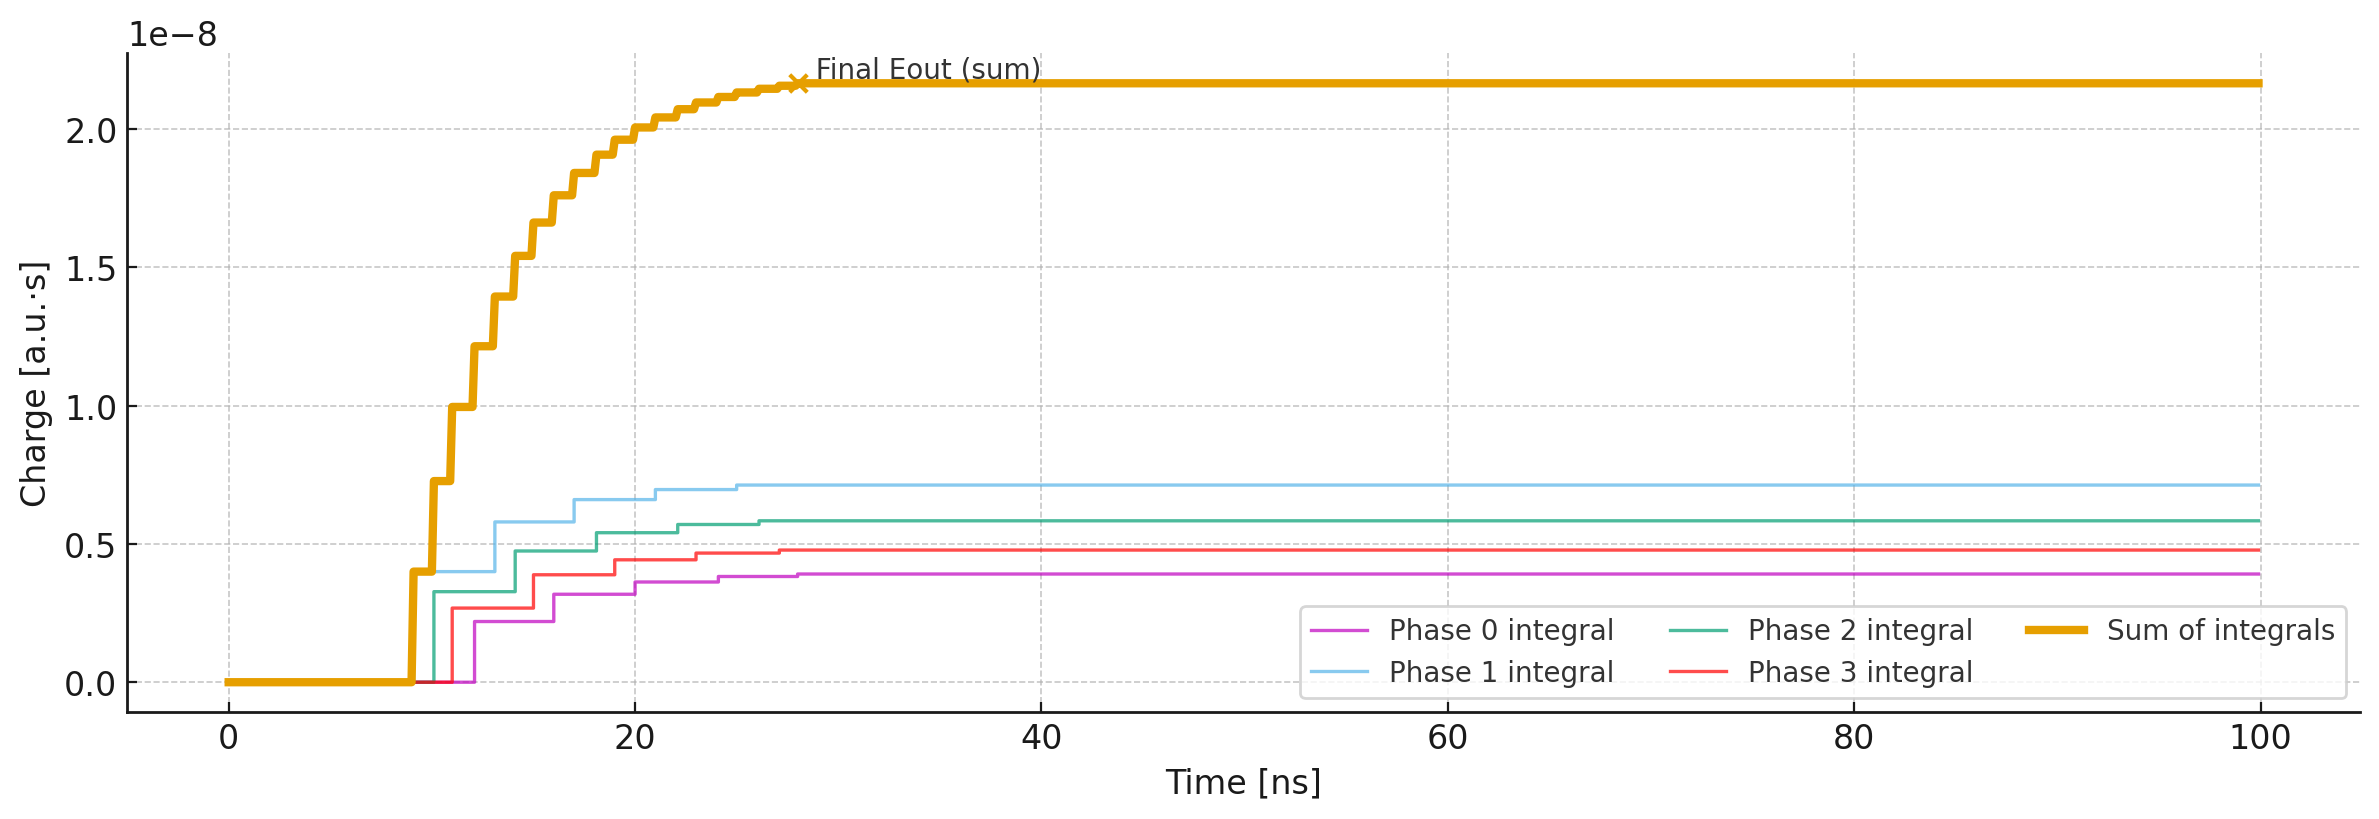 1e−8
Final Eout (sum)
2.0
1.5
1.0
0.5
0.0
Charge [a.u.·s]
Phase 0 integral
Phase 1 integral
Phase 2 integral
Phase 3 integral
Sum of integrals
0 20 40 60 80 100
Time [ns]